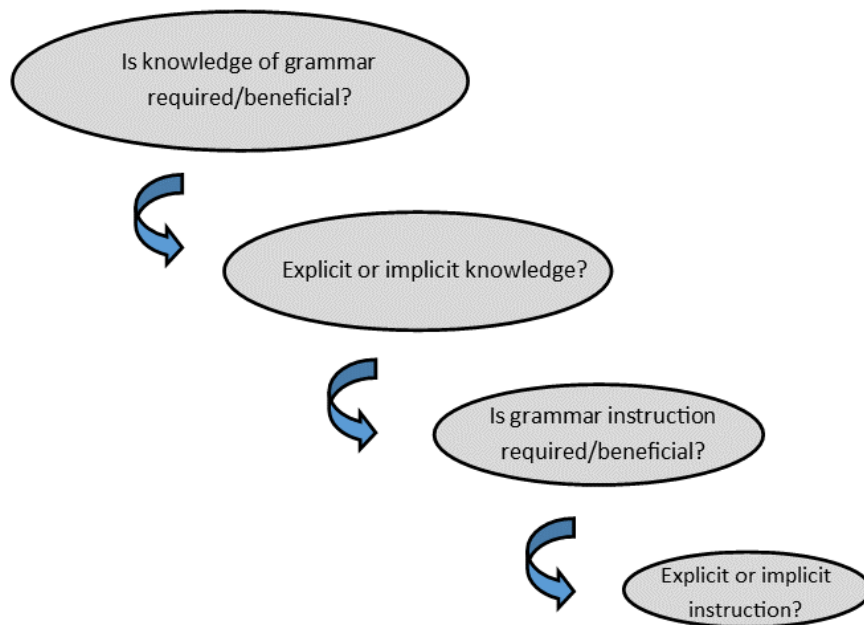 Is knowledge of grammar
required/beneficial?
Explicit or implicit knowledge?
Is grammar instruction
required/beneficial?
Explicit or implicit
instruction?